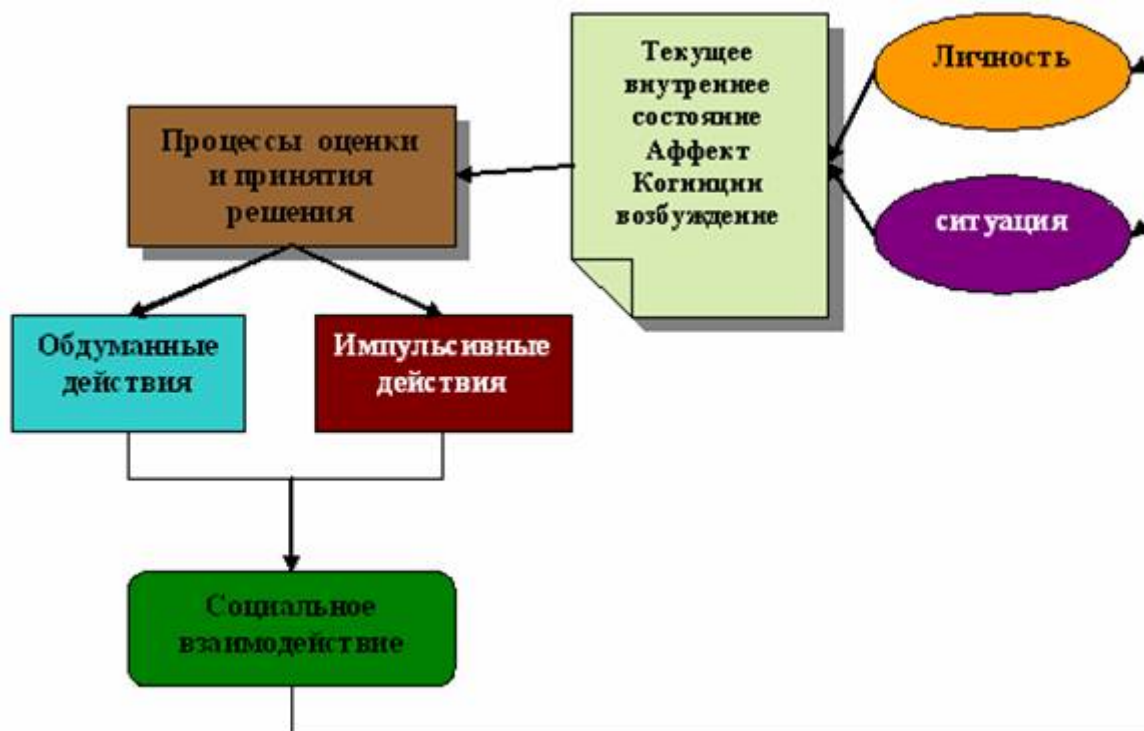 Текущее
внутреннее
состояние
Аффект
Когниции
возбуждение
Личность
ситуация
Процессы оценки
и принятия
решения
Обдуманные
действия
Импульсивные
действия
Социальное
взаимодействие